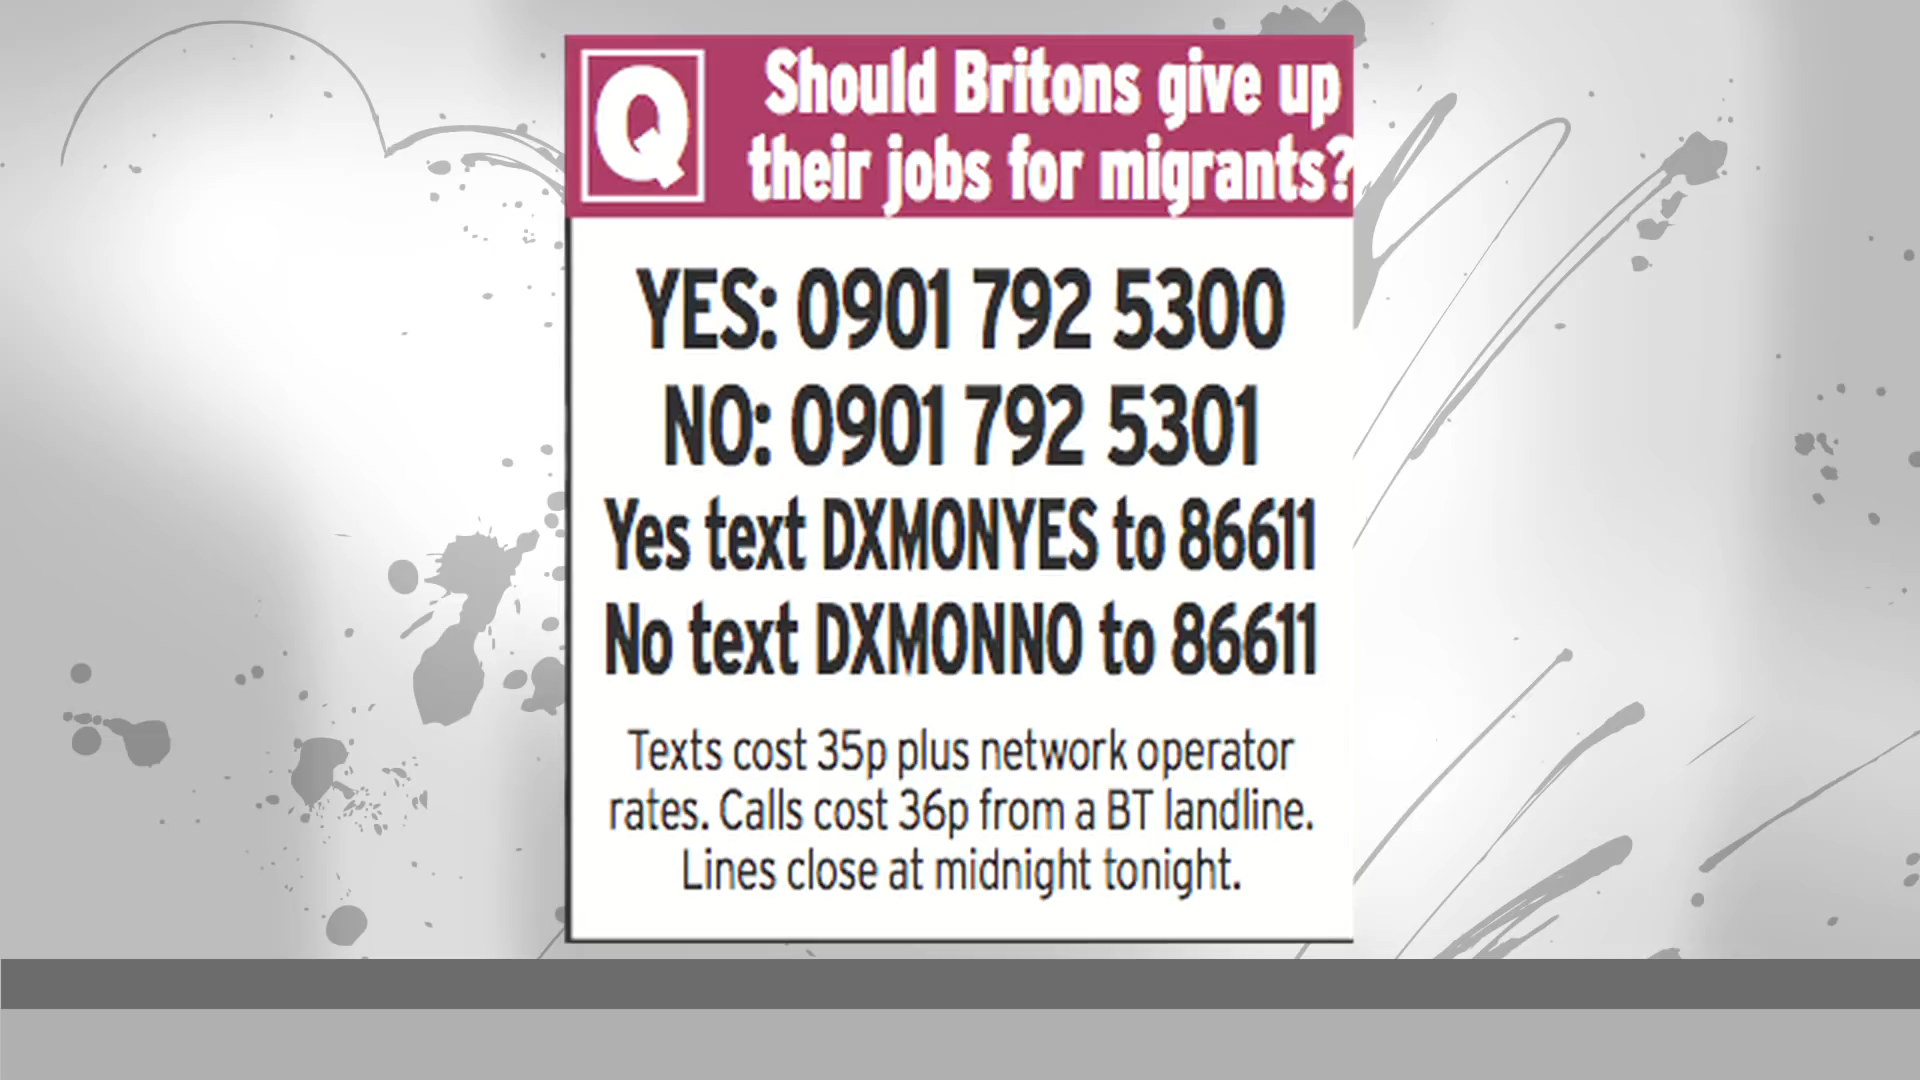 Q
Should Britons give up
their jobs for migrants?
YES: 0901 792 5300
NO: 0901 792 5301
Yes text DXMONYES to 86611
No text DXMONNO to 86611
Texts cost 35p plus network operator
rates. Calls cost 36p from a BT landline.
Lines close at midnight tonight.